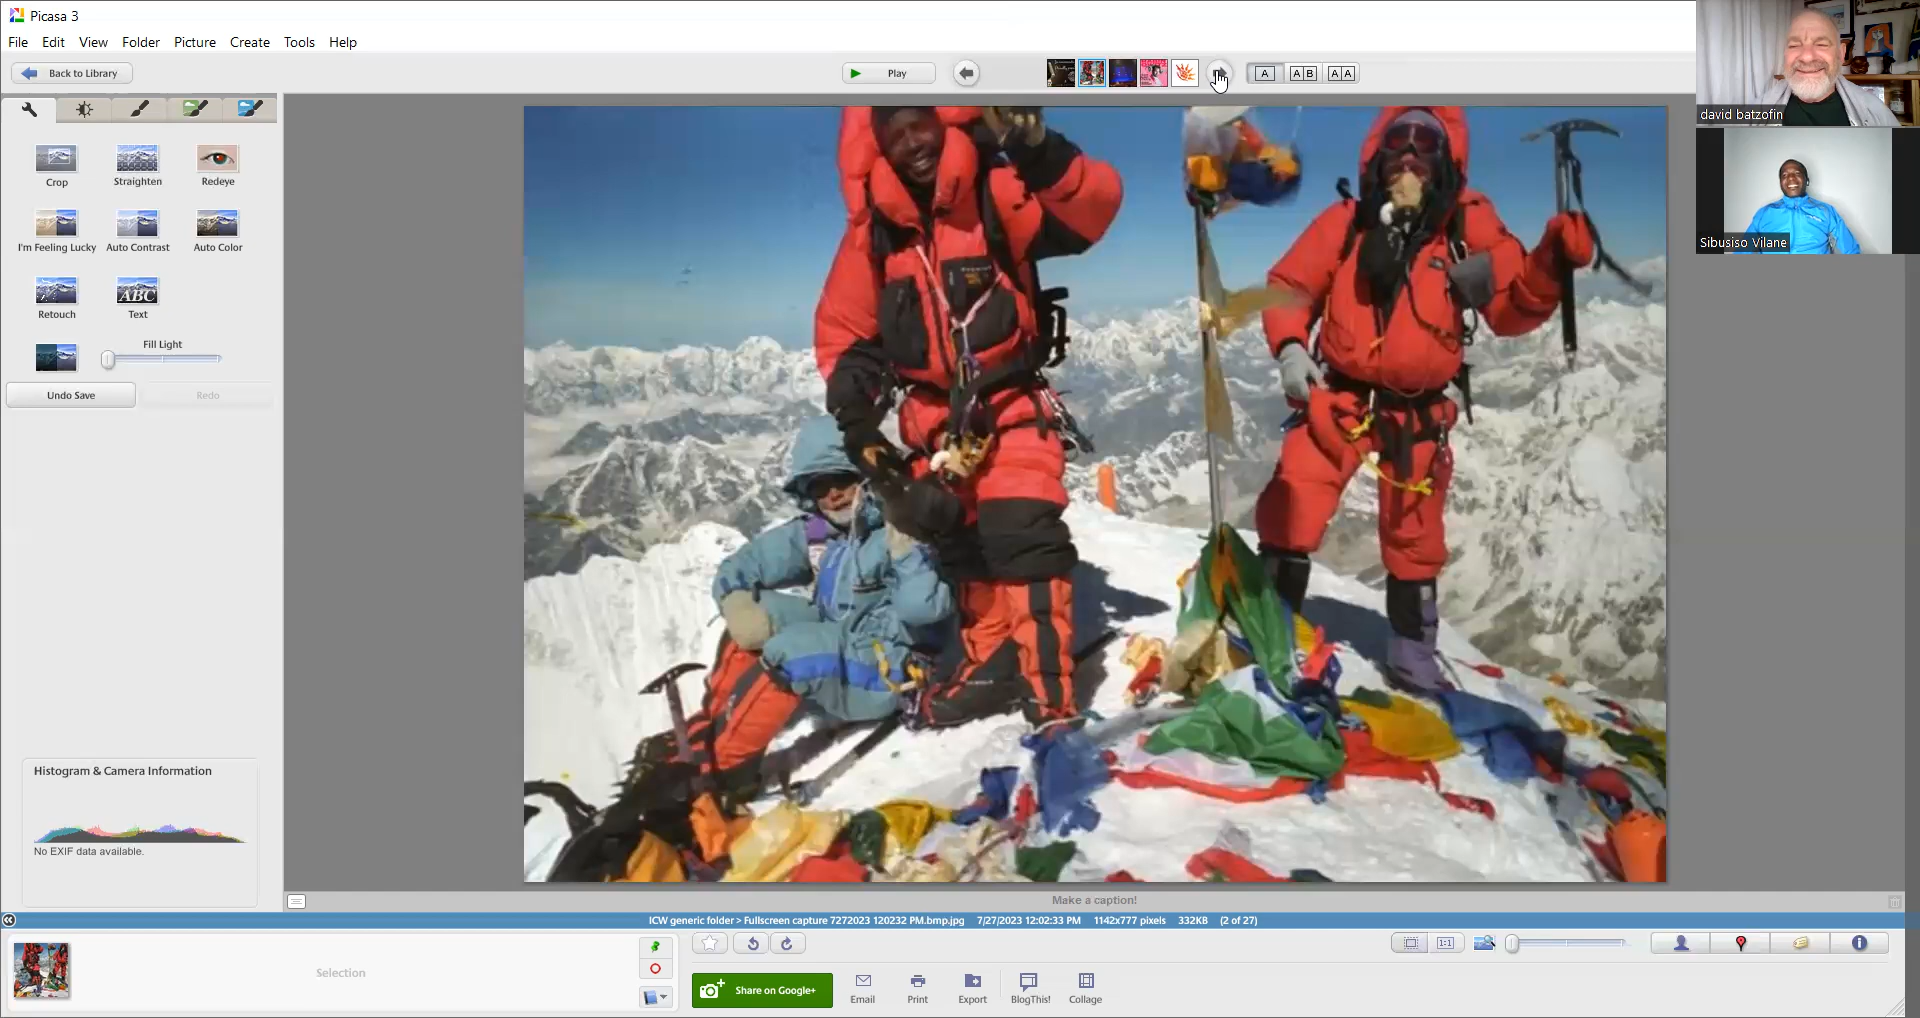 Picasa 3
File Edit View Folder Picture Create Tools Help
Back to Library
Play
A AB AA
david batzofin
Sibusiso Vilane
Crop Straighten Redeye
I'm Feeling Lucky Auto Contrast Auto Color
ABC
Retouch Text
Fill Light
Undo Save Redo
Histogram & Camera Information
No EXIF data available.
Make a caption!
ICW generic folder > Fullscreen capture 7272023 120232 PM.bmp.jpg 7/27/2023 12:02:33 PM 1142x777 pixels 332KB (2 of 27)
1:1
Selection
Share on Google+
Email Print Export BlogThis! Collage